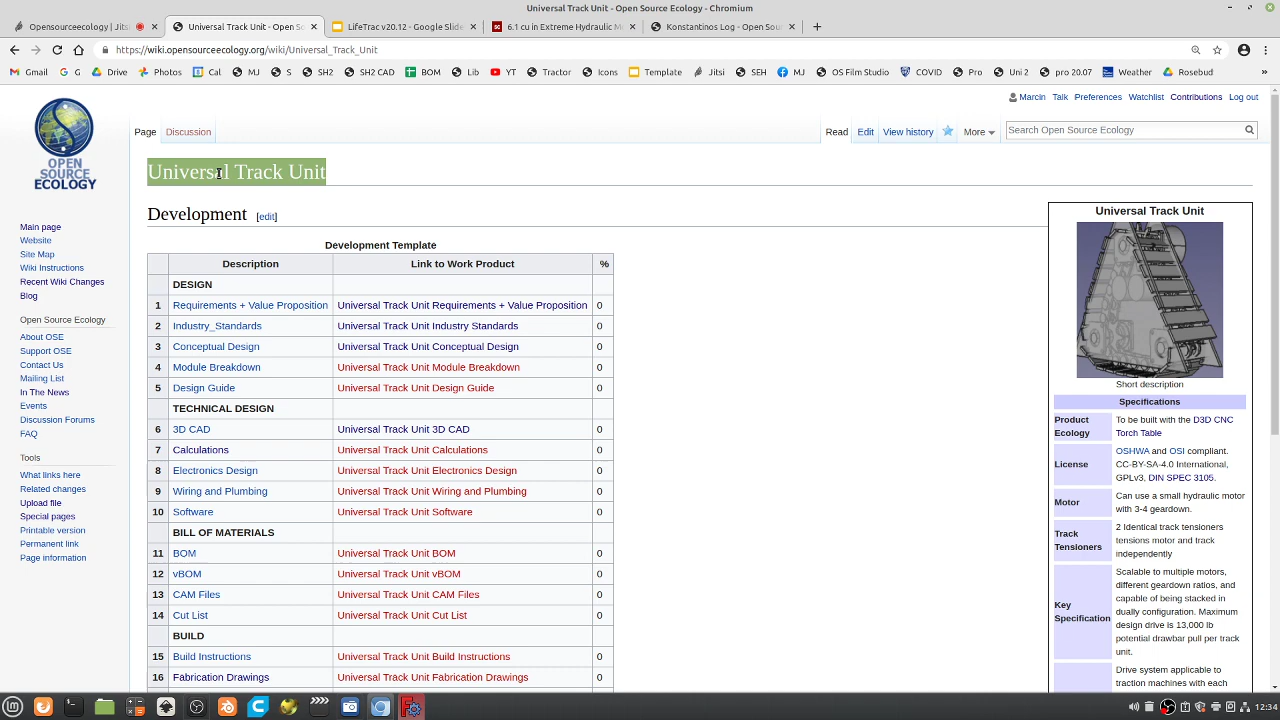 Universal Track Unit - Open Source Ecology - Chromium
Opensourceecology | Jitsi
Universal Track Unit - Open S
LifeTrac v20.12 - Google Slide
6.1 cu in Extreme Hydraulic M
Konstantinos Log - Open Sou
https://wiki.opensourceecology.org/wiki/Universal_Track_Unit
Gmail G Drive Photos Cal MJ S SH2 SH2 CAD BOM Lib YT Tractor Icons Template Jitsi SEH MJ OS Film Studio COVID Pro Uni 2 pro 20.07 Weather Rosebud »
Marcin Talk Preferences Watchlist Contributions Log out
Page Discussion Read Edit View history More Search Open Source Ecology
OPEN
SOURCE
ECOLOGY
Main page
Website
Site Map
Wiki Instructions
Recent Wiki Changes
Blog
Open Source Ecology
About OSE
Support OSE
Contact Us
Mailing List
In The News
Events
Discussion Forums
FAQ
Tools
What links here
Related changes
Upload file
Special pages
Printable version
Permanent link
Page information
Universal Track Unit
Development [edit]
Development Template
Description Link to Work Product %
DESIGN
1 Requirements + Value Proposition Universal Track Unit Requirements + Value Proposition 0
2 Industry_Standards Universal Track Unit Industry Standards 0
3 Conceptual Design Universal Track Unit Conceptual Design 0
4 Module Breakdown Universal Track Unit Module Breakdown 0
5 Design Guide Universal Track Unit Design Guide 0
TECHNICAL DESIGN
6 3D CAD Universal Track Unit 3D CAD 0
7 Calculations Universal Track Unit Calculations 0
8 Electronics Design Universal Track Unit Electronics Design 0
9 Wiring and Plumbing Universal Track Unit Wiring and Plumbing 0
10 Software Universal Track Unit Software 0
BILL OF MATERIALS
11 BOM Universal Track Unit BOM 0
12 vBOM Universal Track Unit vBOM 0
13 CAM Files Universal Track Unit CAM Files 0
14 Cut List Universal Track Unit Cut List 0
BUILD
15 Build Instructions Universal Track Unit Build Instructions 0
16 Fabrication Drawings Universal Track Unit Fabrication Drawings 0
Universal Track Unit
Short description
Specifications
Product Ecology To be built with the D3D CNC
Torch Table
License OSHWA and OSI compliant.
CC-BY-SA-4.0 International,
GPLv3, DIN SPEC 3105.
Motor Can use a small hydraulic motor
with 3-4 geardown.
Track Tensioners 2 Identical track tensioners
tensions motor and track
independently
Key Specification Scalable to multiple motors,
different geardown ratios, and
capable of being stacked in
dually configuration. Maximum
design drive is 13,000 lb
potential drawbar pull per track
unit.
Drive system applicable to
traction machines with each
12:34